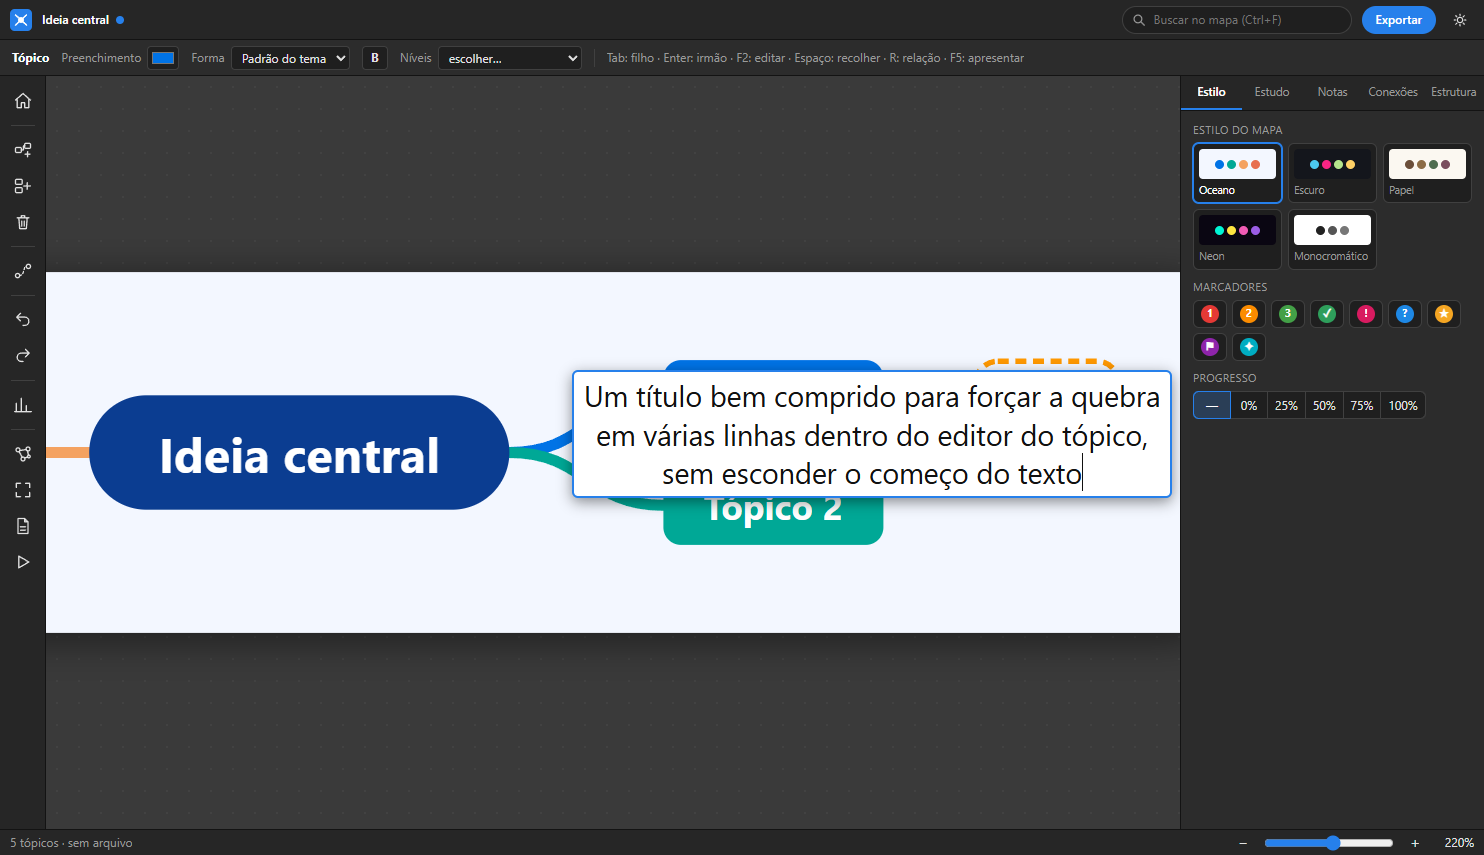 Ideia central
Buscar no mapa (Ctrl+F)
Exportar
Tópico
Preenchimento
Forma
Padrão do tema
B
Níveis
escolher...
Tab: filho · Enter: irmão · F2: editar · Espaço: recolher · R: relação · F5: apresentar
Estilo
Estudo
Notas
Conexões
Estrutura
ESTILO DO MAPA
Oceano
Escuro
Papel
Neon
Monocromático
MARCADORES
1
2
3
!
?
PROGRESSO
—
0%
25%
50%
75%
100%
Ideia central
Um título bem comprido para forçar a quebra
em várias linhas dentro do editor do tópico,
sem esconder o começo do texto
Tópico 2
5 tópicos · sem arquivo
220%